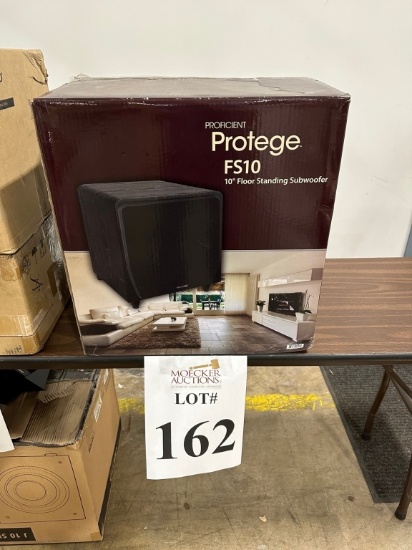 PROFICIENT
Protege
FS10
10" Floor Standing Subwoofer
MOECKER
AUCTIONS
LOT#
162